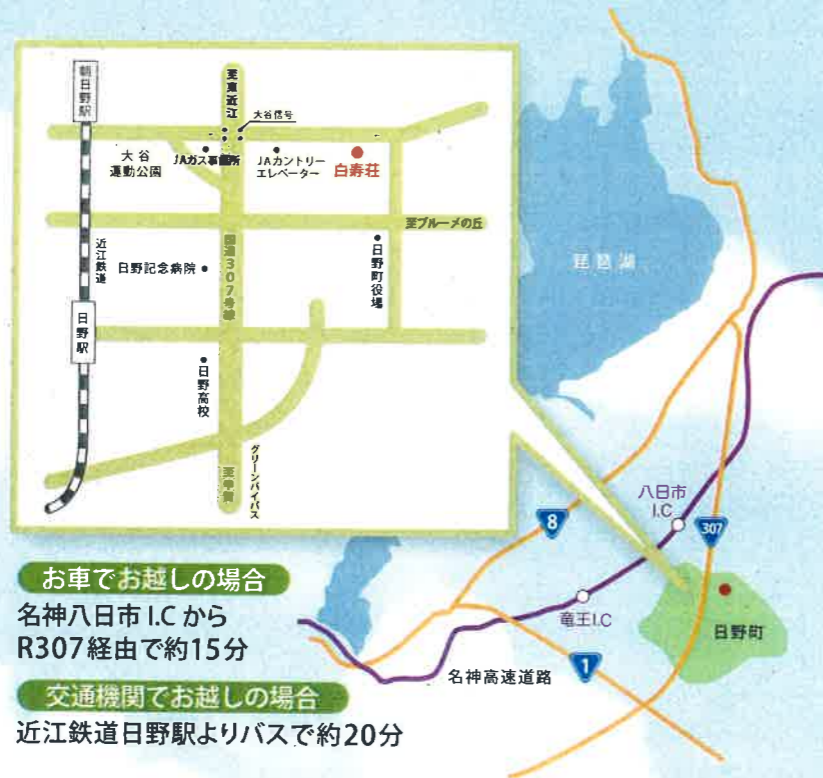 朝日野駅
至東近江
大谷信号
大谷
運動公園
JAガス事務所
JAカントリー
エレベーター
白寿荘
至ブルーメの丘
近江鉄道
日野記念病院
国道307号線
日野町役場
日野駅
日野高校
グリーンバイパス
至甲賀
琵琶湖
八日市
I.C
8
307
竜王I.C
日野町
名神高速道路
1
お車でお越しの場合
名神八日市 I.C から
R307経由で約15分
交通機関でお越しの場合
近江鉄道日野駅よりバスで約20分